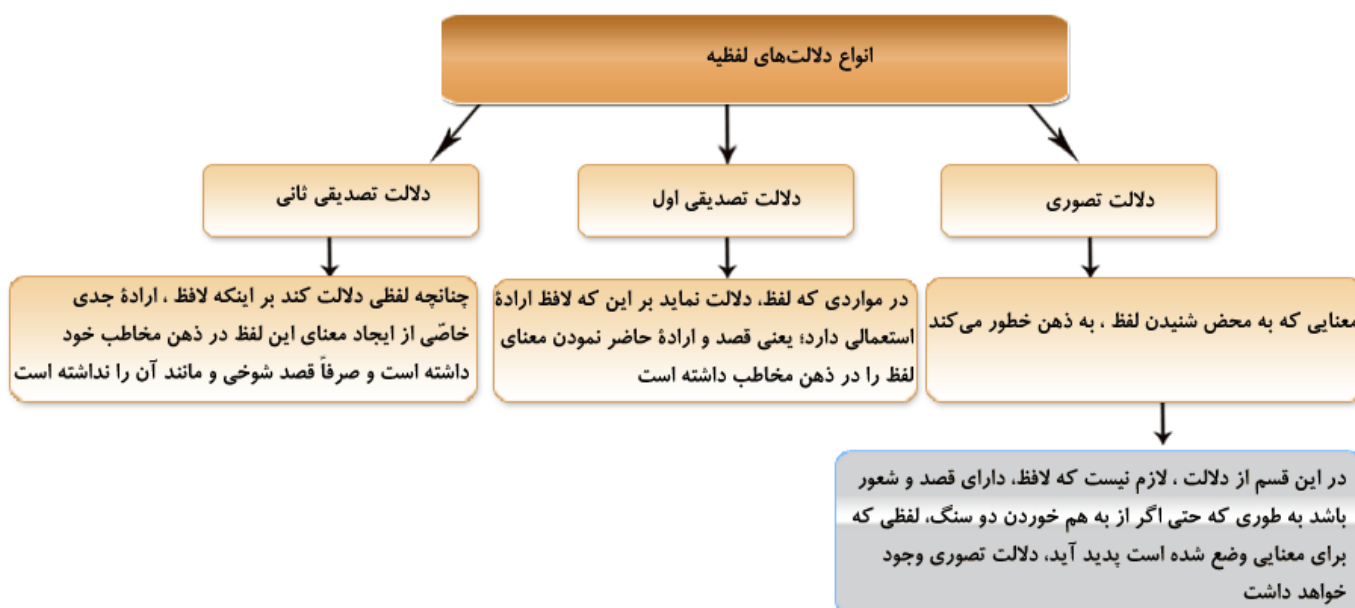 انواع دلالت‌های لفظیه
دلالت تصوری
دلالت تصدیقی اول
دلالت تصدیقی ثانی
معنایی که به محض شنیدن لفظ ، به ذهن خطور می‌کند
در مواردی که لفظ، دلالت نماید بر این که لافظ ارادهٔ
استعمالی دارد؛ یعنی قصد و ارادهٔ حاضر نمودن معنای
لفظ را در ذهن مخاطب داشته است
چنانچه لفظی دلالت کند بر اینکه لافظ ، ارادهٔ جدی
خاصّی از ایجاد معنای این لفظ در ذهن مخاطب خود
داشته است و صرفاً قصد شوخی و مانند آن را نداشته است
در این قسم از دلالت ، لازم نیست که لافظ، دارای قصد و شعور
باشد به طوری که حتی اگر از به هم خوردن دو سنگ، لفظی که
برای معنایی وضع شده است پدید آید، دلالت تصوری وجود
خواهد داشت